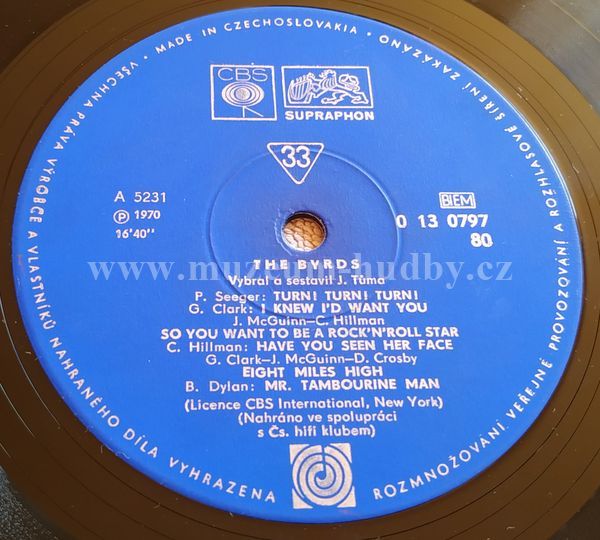 VŠECHNA PRÁVA VÝROBCE A VLASTNÍKŮ NAHRANÉHO DÍLA VYHRAZENA
• MADE IN CZECHOSLOVAKIA •
ROZMNOŽOVÁNÍ VEŘEJNÉ PROVOZOVÁNÍ A ROZHLASOVÉ ŠÍŘENÍ ZAKÁZÁNO
CBS
SUPRAPHON
33
A 5231
BIEM
Ⓟ 1970
0 13 0797
16'40"
80
THE BYRDS
www.muzeum-hudby.cz
Vybral a sestavil J. Tůma
P. Seeger: TURN! TURN! TURN!
G. Clark: I KNEW I'D WANT YOU
J. McGuinn—C. Hillman
SO YOU WANT TO BE A ROCK'N'ROLL STAR
C. Hillman: HAVE YOU SEEN HER FACE
G. Clark—J. McGuinn—D. Crosby
EIGHT MILES HIGH
B. Dylan: MR. TAMBOURINE MAN
(Licence CBS International, New York)
(Nahráno ve spolupráci
s Čs. hifi klubem)